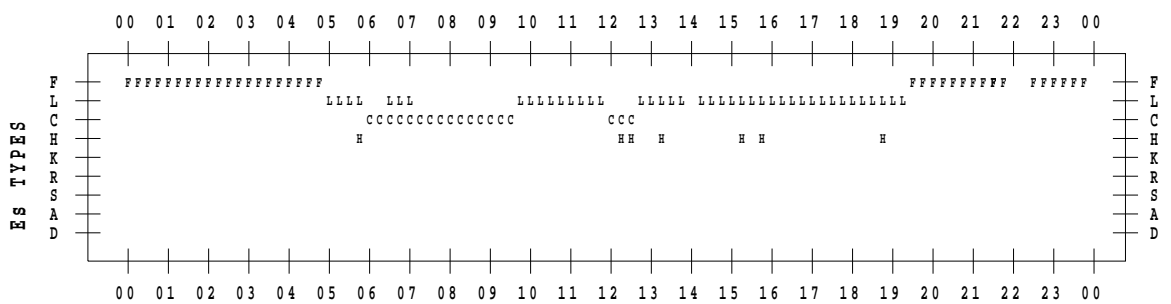 00 01 02 03 04 05 06 07 08 09 10 11 12 13 14 15 16 17 18 19 20 21 22 23 00
F FFFFFFFFFFFFFFFFFFFF FFFFFFFFFF FFFFFF F
L LLLL LLL LLLLLLLLL LLLLL LLLLLLLLLLLLLLLLLLLLL L
C CCCCCCCCCCCCCCC CCC C
H H HH H H H H H
K K
R R
S S
A A
D D
Es TYPES
00 01 02 03 04 05 06 07 08 09 10 11 12 13 14 15 16 17 18 19 20 21 22 23 00